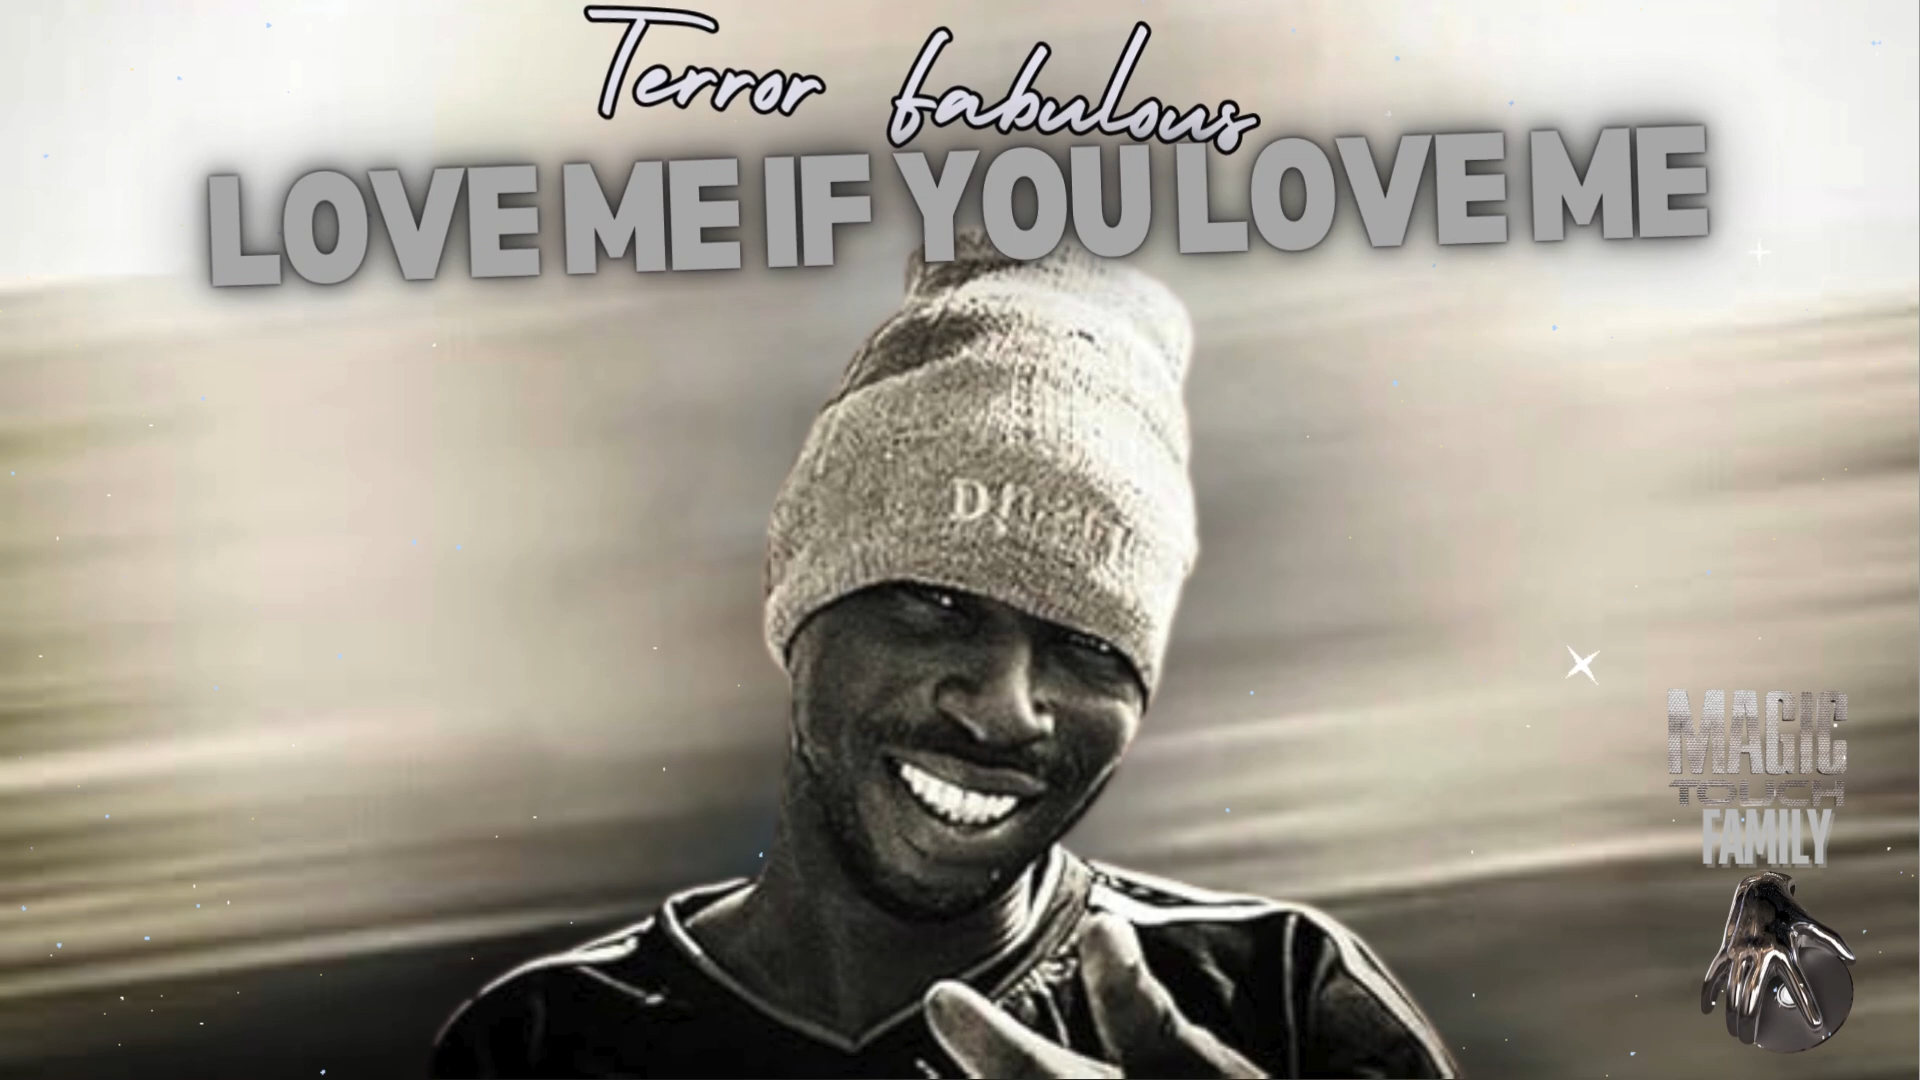 Terror fabulous
LOVE ME IF YOU LOVE ME
MAGIC
TOUCH
FAMILY